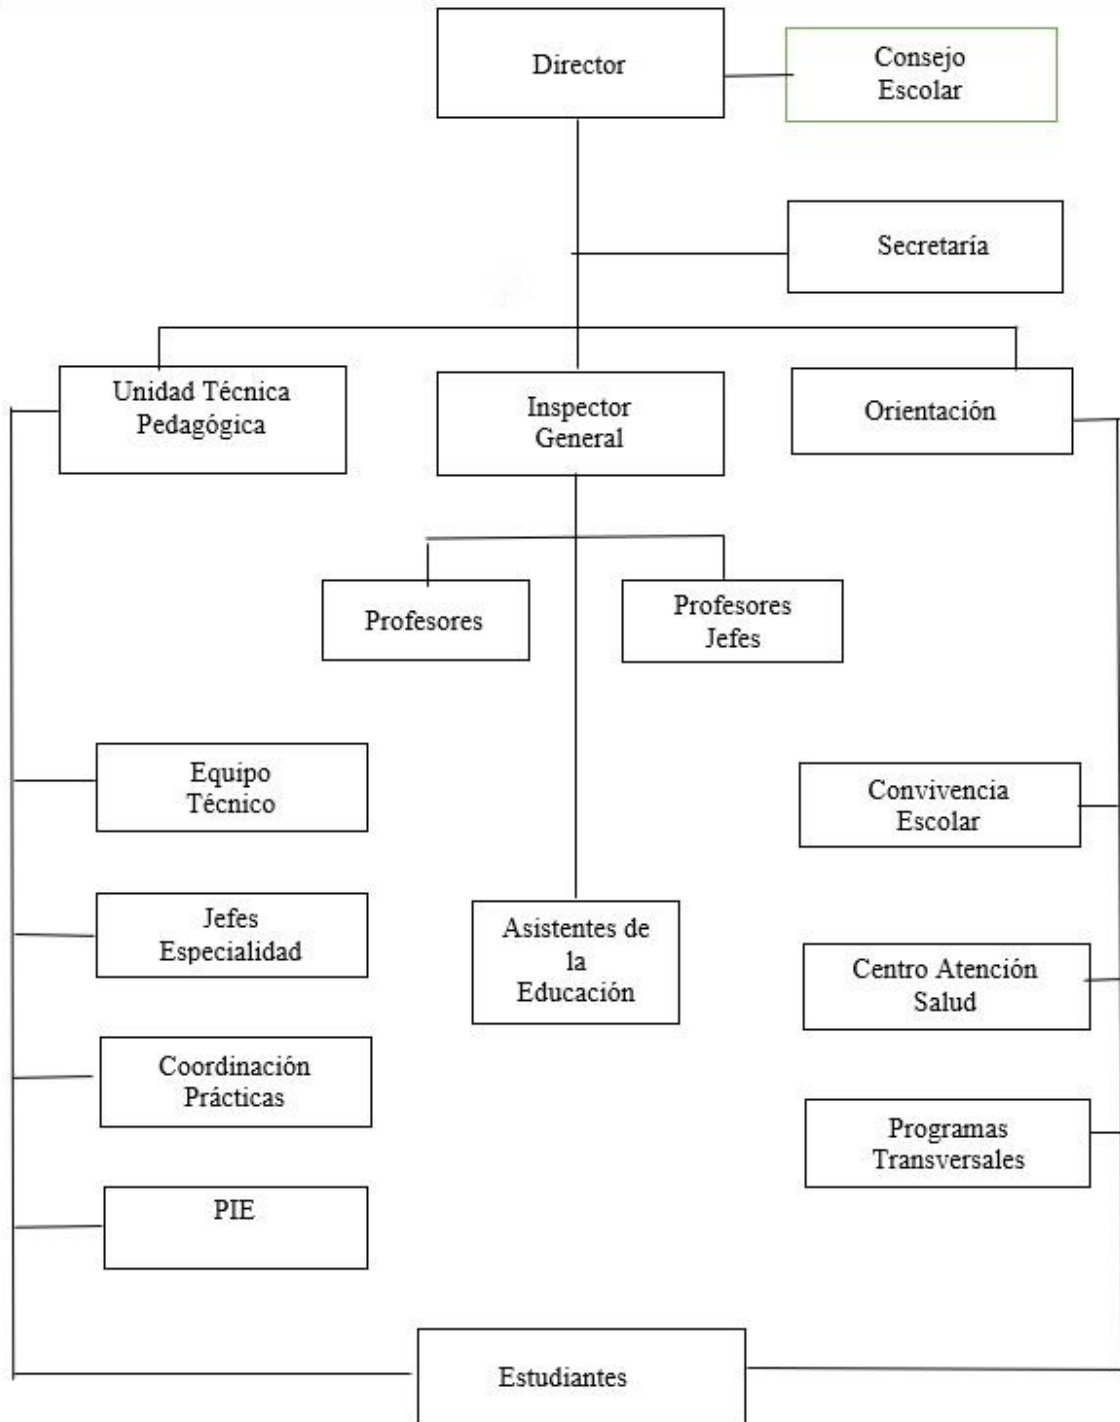 Director
Consejo
Escolar
Secretaría
Unidad Técnica
Pedagógica
Inspector
General
Orientación
Profesores
Profesores
Jefes
Equipo
Técnico
Convivencia
Escolar
Jefes
Especialidad
Asistentes de
la
Educación
Centro Atención
Salud
Coordinación
Prácticas
Programas
Transversales
PIE
Estudiantes